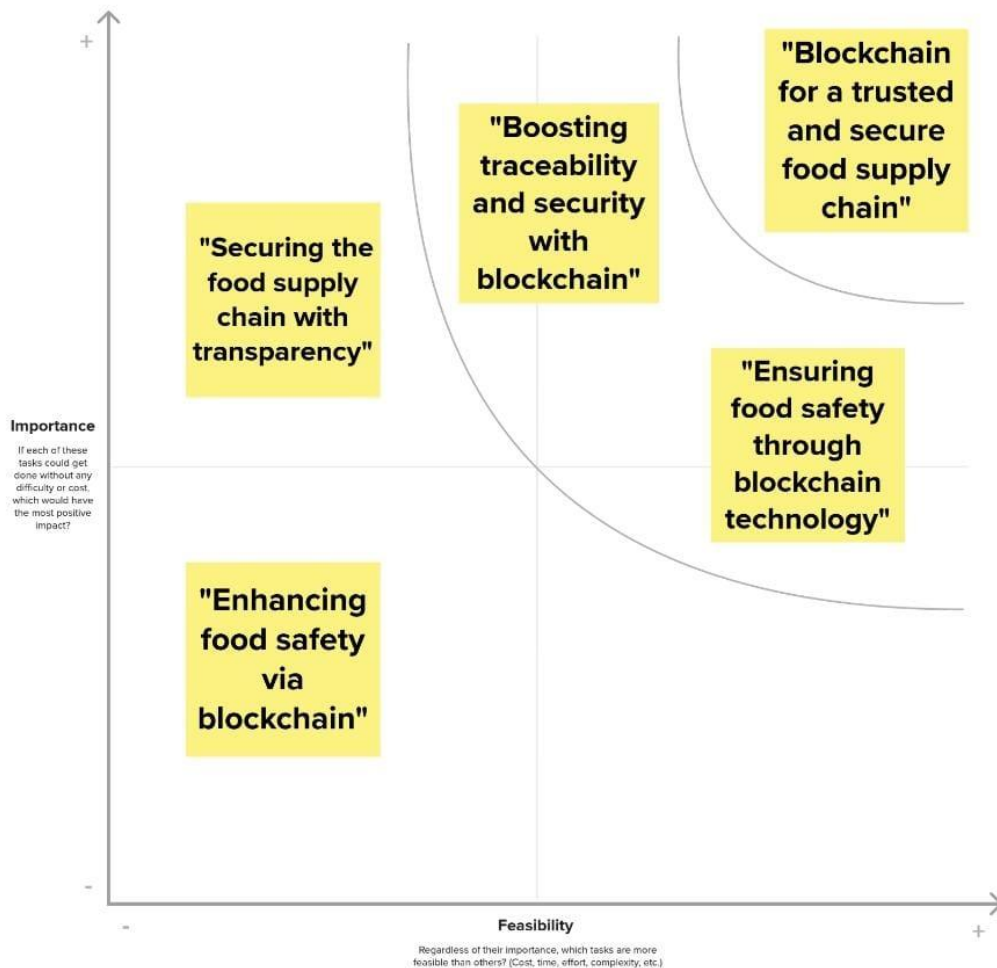 +
"Blockchain
for a trusted
and secure
food supply
chain"
"Boosting
traceability
and security
with
blockchain"
"Securing the
food supply
chain with
transparency"
"Ensuring
food safety
through
blockchain
technology"
Importance
If each of these
tasks could get
done without any
difficulty or cost,
which would have
the most positive
impact?
"Enhancing
food safety
via
blockchain"
-
-
Feasibility
+
Regardless of their importance, which tasks are more
feasible than others? (Cost, time, effort, complexity, etc.)